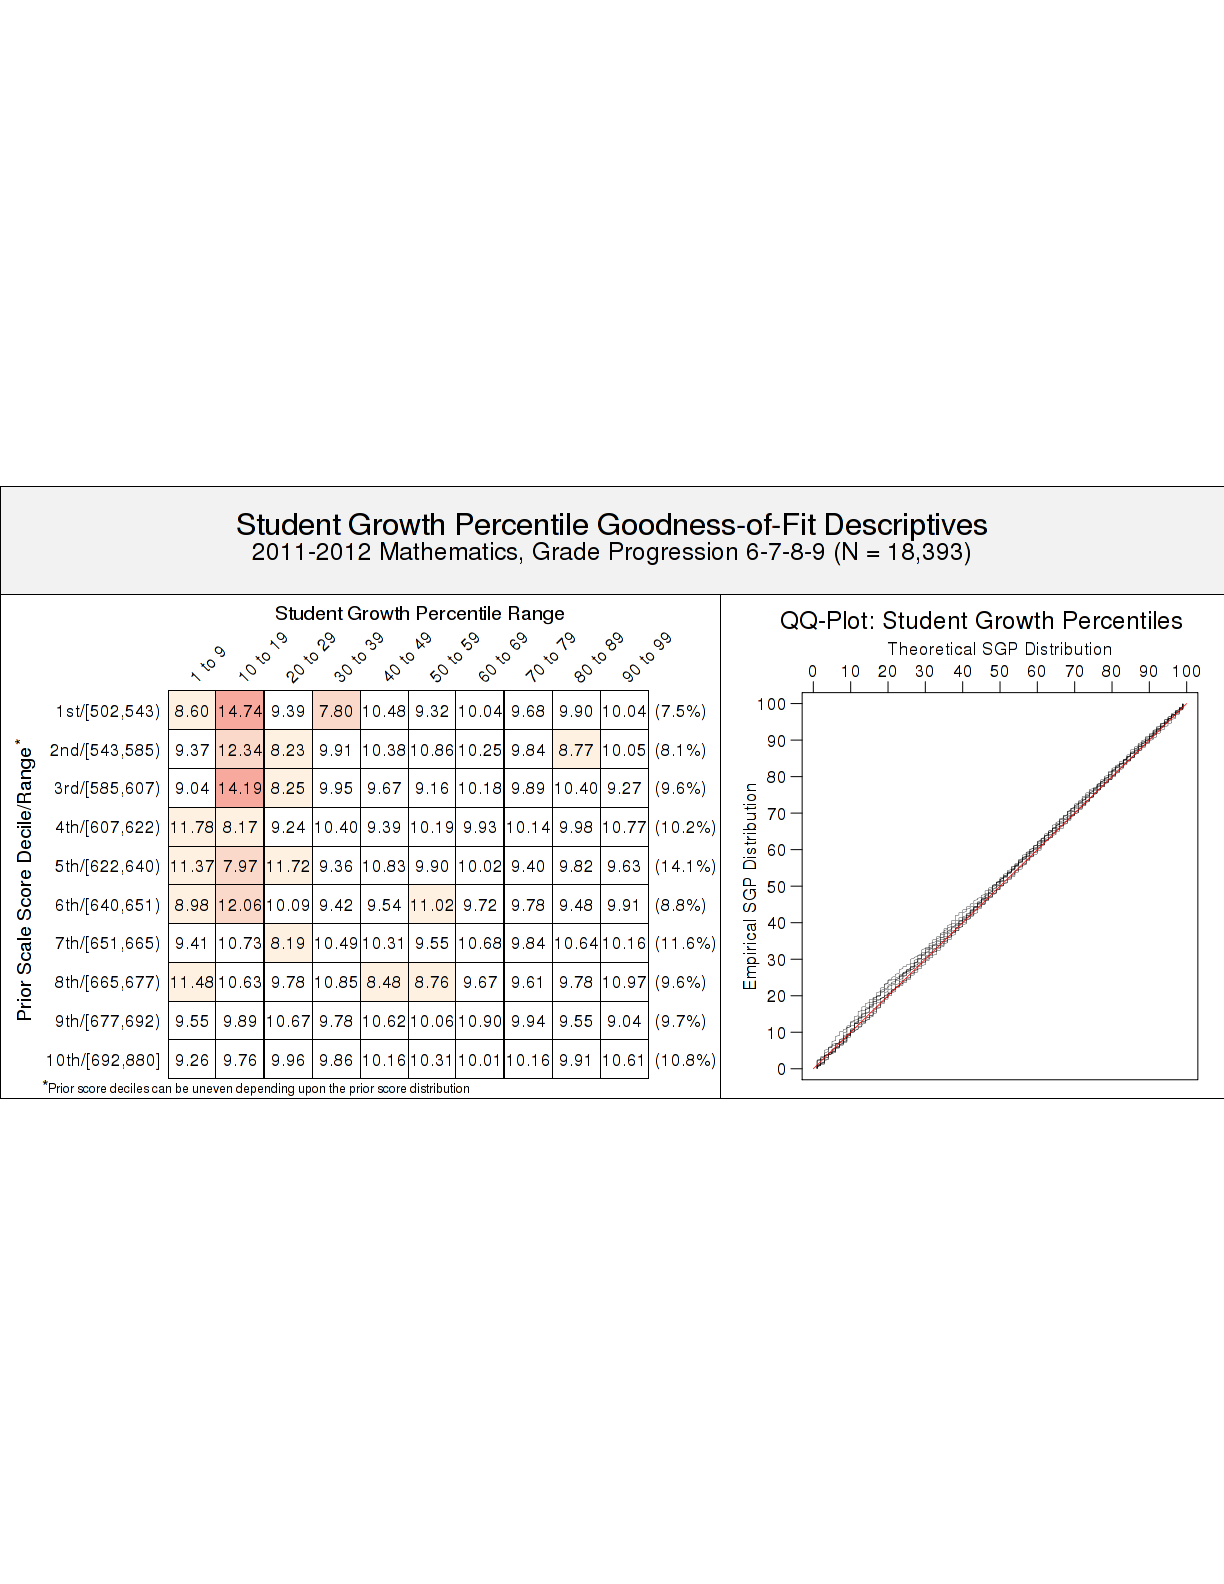 Student Growth Percentile Goodness-of-Fit Descriptives
2011-2012 Mathematics, Grade Progression 6-7-8-9 (N = 18,393)
Student Growth Percentile Range
1 to 9 10 to 19 20 to 29 30 to 39 40 to 49 50 to 59 60 to 69 70 to 79 80 to 89 90 to 99
Prior Scale Score Decile/Range*
1st/[502,543) 8.60 14.74 9.39 7.80 10.48 9.32 10.04 9.68 9.90 10.04 (7.5%)
2nd/[543,585) 9.37 12.34 8.23 9.91 10.38 10.86 10.25 9.84 8.77 10.05 (8.1%)
3rd/[585,607) 9.04 14.19 8.25 9.95 9.67 9.16 10.18 9.89 10.40 9.27 (9.6%)
4th/[607,622) 11.78 8.17 9.24 10.40 9.39 10.19 9.93 10.14 9.98 10.77 (10.2%)
5th/[622,640) 11.37 7.97 11.72 9.36 10.83 9.90 10.02 9.40 9.82 9.63 (14.1%)
6th/[640,651) 8.98 12.06 10.09 9.42 9.54 11.02 9.72 9.78 9.48 9.91 (8.8%)
7th/[651,665) 9.41 10.73 8.19 10.49 10.31 9.55 10.68 9.84 10.64 10.16 (11.6%)
8th/[665,677) 11.48 10.63 9.78 10.85 8.48 8.76 9.67 9.61 9.78 10.97 (9.6%)
9th/[677,692) 9.55 9.89 10.67 9.78 10.62 10.06 10.90 9.94 9.55 9.04 (9.7%)
10th/[692,880] 9.26 9.76 9.96 9.86 10.16 10.31 10.01 10.16 9.91 10.61 (10.8%)
*Prior score deciles can be uneven depending upon the prior score distribution
QQ-Plot: Student Growth Percentiles
Theoretical SGP Distribution
0 10 20 30 40 50 60 70 80 90 100
Empirical SGP Distribution
100
90
80
70
60
50
40
30
20
10
0